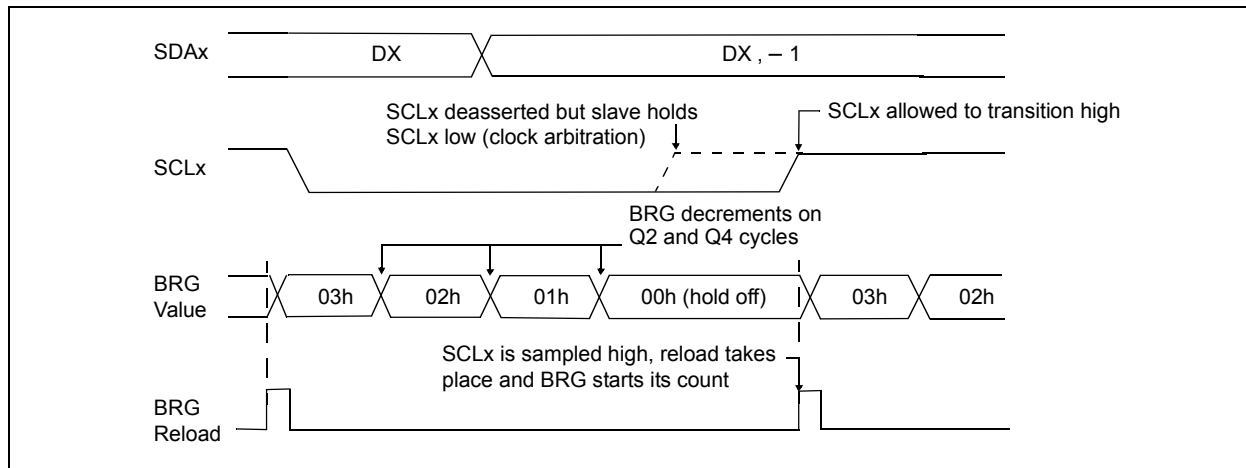 SDAx
DX
DX , – 1
SCLx deasserted but slave holds
SCLx low (clock arbitration)
SCLx allowed to transition high
SCLx
BRG decrements on
Q2 and Q4 cycles
BRG
Value
03h
02h
01h
00h (hold off)
03h
02h
SCLx is sampled high, reload takes
place and BRG starts its count
BRG
Reload